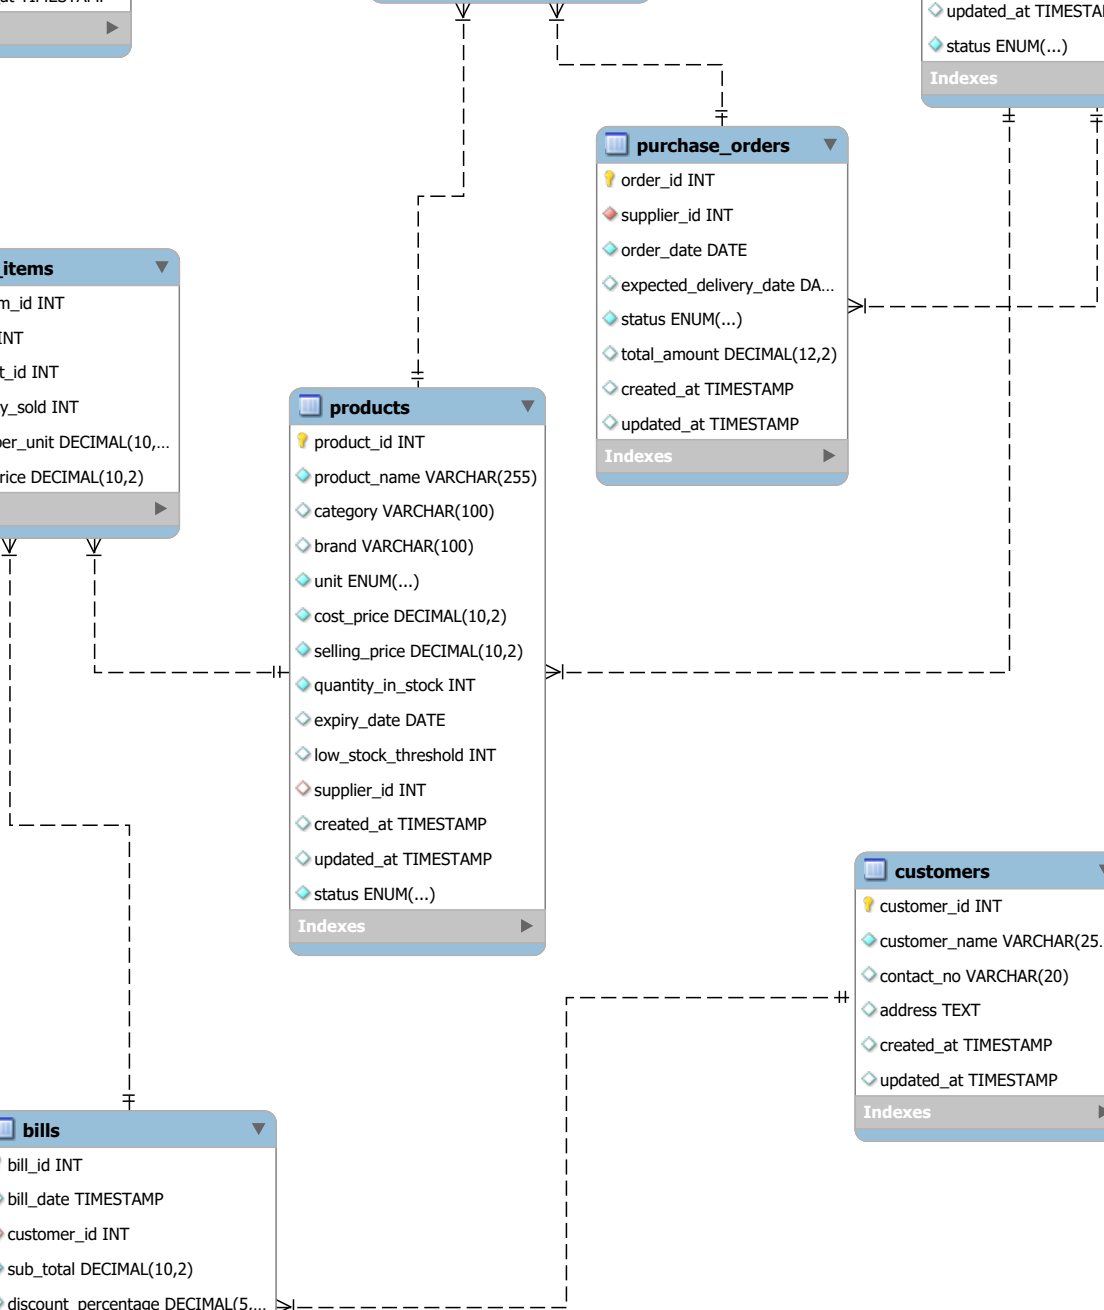 updated_at
status ENUM(...)
Indexes
purchase_orders
order_id INT
supplier_id INT
order_date DATE
expected_delivery_date DA...
status ENUM(...)
total_amount DECIMAL(12,2)
created_at TIMESTAMP
updated_at TIMESTAMP
Indexes
_items
m_id INT
INT
t_id INT
y_sold INT
per_unit DECIMAL(10,...
rice DECIMAL(10,2)
products
product_id INT
product_name VARCHAR(255)
category VARCHAR(100)
brand VARCHAR(100)
unit ENUM(...)
cost_price DECIMAL(10,2)
selling_price DECIMAL(10,2)
quantity_in_stock INT
expiry_date DATE
low_stock_threshold INT
supplier_id INT
created_at TIMESTAMP
updated_at TIMESTAMP
status ENUM(...)
Indexes
customers
customer_id INT
customer_name VARCHAR(25.
contact_no VARCHAR(20)
address TEXT
created_at TIMESTAMP
updated_at TIMESTAMP
Indexes
bills
bill_id INT
bill_date TIMESTAMP
customer_id INT
sub_total DECIMAL(10,2)
discount_percentage DECIMAL(5,...